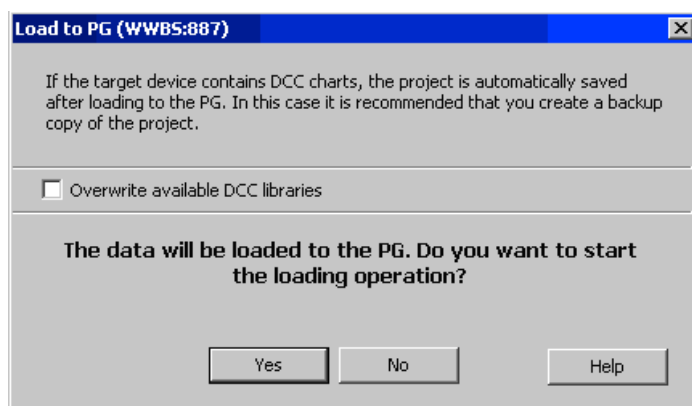 Load to PG (WWBS:887)
If the target device contains DCC charts, the project is automatically saved
after loading to the PG. In this case it is recommended that you create a backup
copy of the project.
Overwrite available DCC libraries
The data will be loaded to the PG. Do you want to start
the loading operation?
Yes No Help